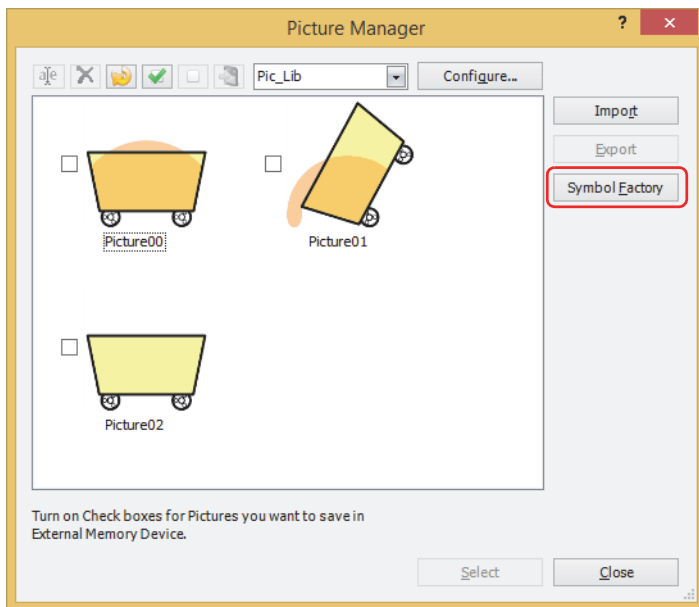 Picture Manager
?
Pic_Lib
Configure...
Import
Export
Symbol Factory
Picture00
Picture01
Picture02
Turn on Check boxes for Pictures you want to save in
External Memory Device.
Select
Close